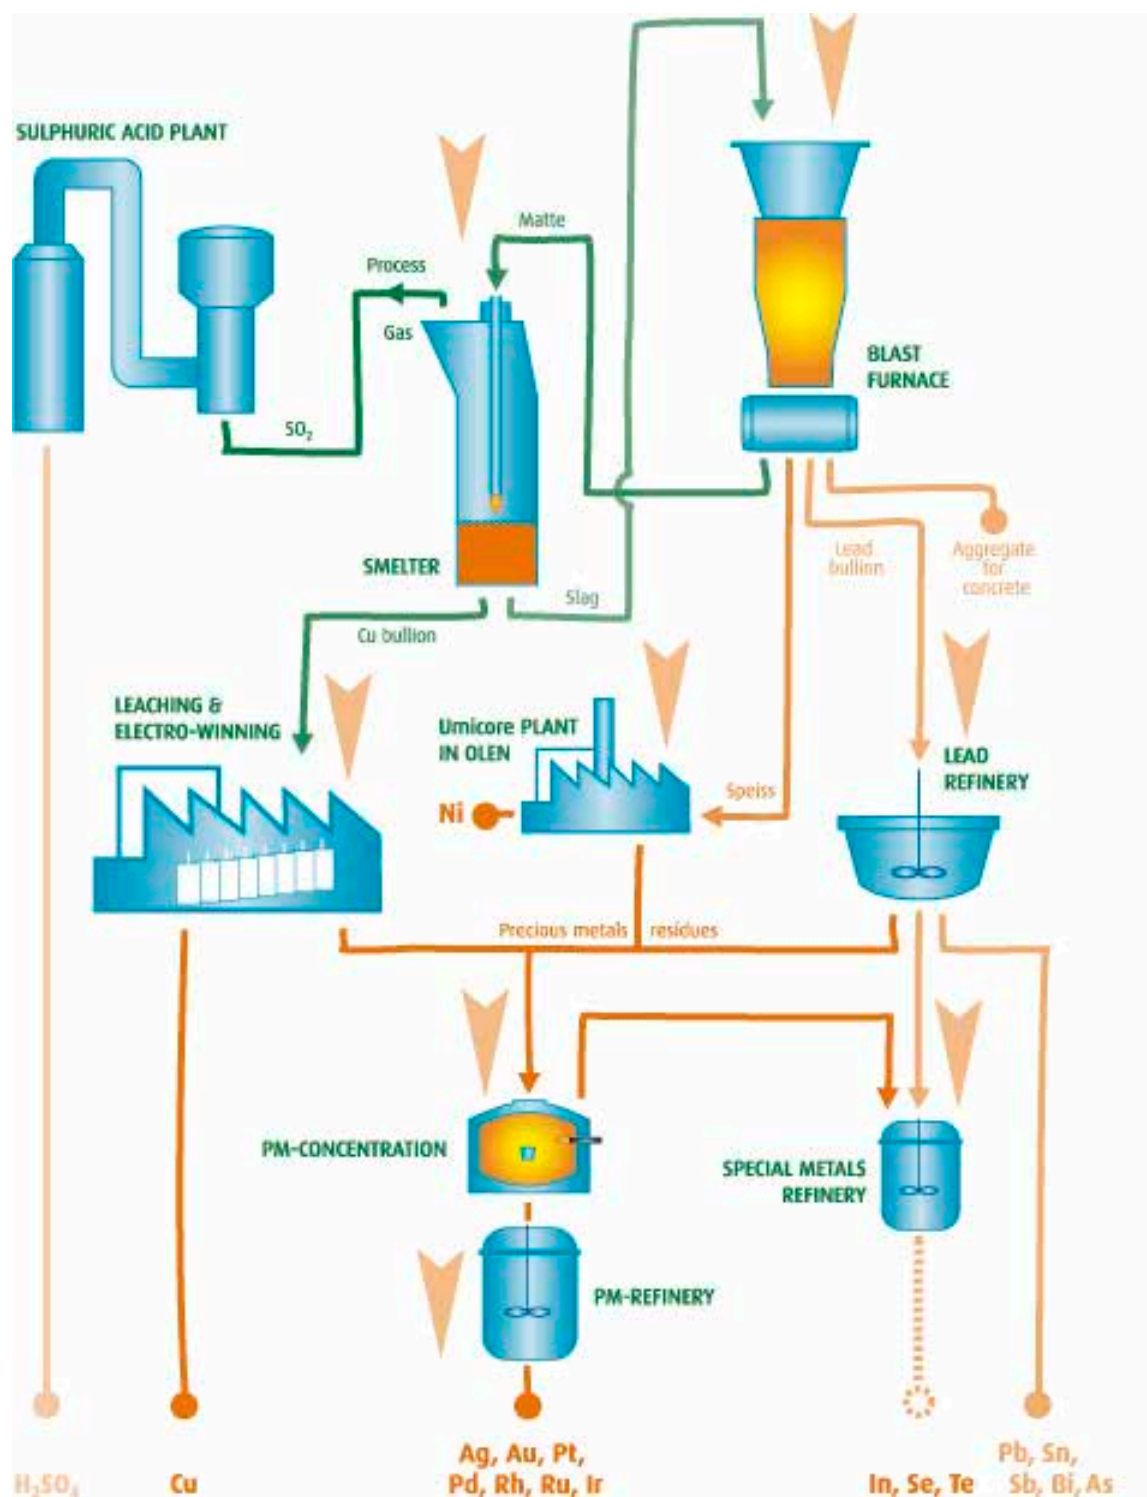 SULPHURIC ACID PLANT
Matte
Process
Gas
BLAST
FURNACE
SO₂
SMELTER
Slag
Lead
bullion
Aggregate
for
concrete
Cu bullion
LEACHING &
ELECTRO-WINNING
Umicore PLANT
IN OLEN
LEAD
REFINERY
Speiss
Ni
Precious metals residues
PM-CONCENTRATION
SPECIAL METALS
REFINERY
PM-REFINERY
H₂SO₄
Cu
Ag, Au, Pt,
Pd, Rh, Ru, Ir
In, Se, Te
Pb, Sn,
Sb, Bi, As